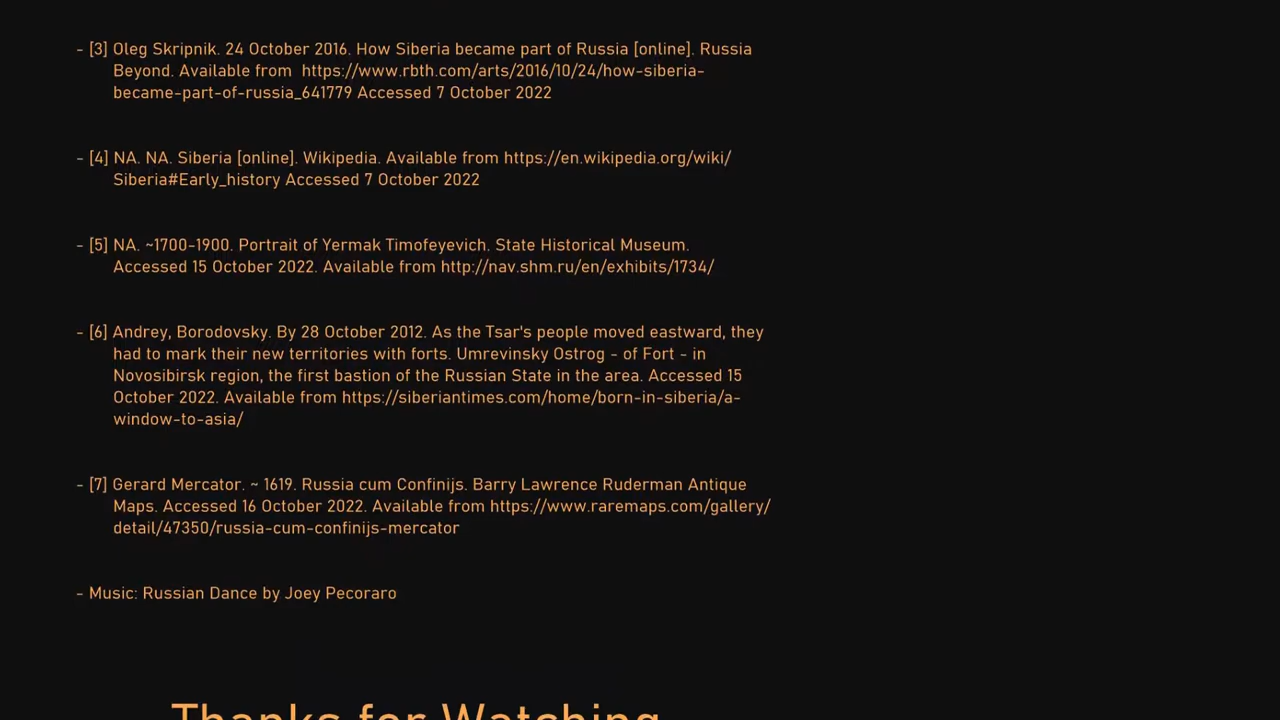 - [3] Oleg Skripnik. 24 October 2016. How Siberia became part of Russia [online]. Russia
Beyond. Available from  https://www.rbth.com/arts/2016/10/24/how-siberia-
became-part-of-russia_641779 Accessed 7 October 2022
- [4] NA. NA. Siberia [online]. Wikipedia. Available from https://en.wikipedia.org/wiki/
Siberia#Early_history Accessed 7 October 2022
- [5] NA. ~1700-1900. Portrait of Yermak Timofeyevich. State Historical Museum.
Accessed 15 October 2022. Available from http://nav.shm.ru/en/exhibits/1734/
- [6] Andrey, Borodovsky. By 28 October 2012. As the Tsar's people moved eastward, they
had to mark their new territories with forts. Umrevinsky Ostrog - of Fort - in
Novosibirsk region, the first bastion of the Russian State in the area. Accessed 15
October 2022. Available from https://siberiantimes.com/home/born-in-siberia/a-
window-to-asia/
- [7] Gerard Mercator. ~ 1619. Russia cum Confinijs. Barry Lawrence Ruderman Antique
Maps. Accessed 16 October 2022. Available from https://www.raremaps.com/gallery/
detail/47350/russia-cum-confinijs-mercator
- Music: Russian Dance by Joey Pecoraro
Thanks for Watching